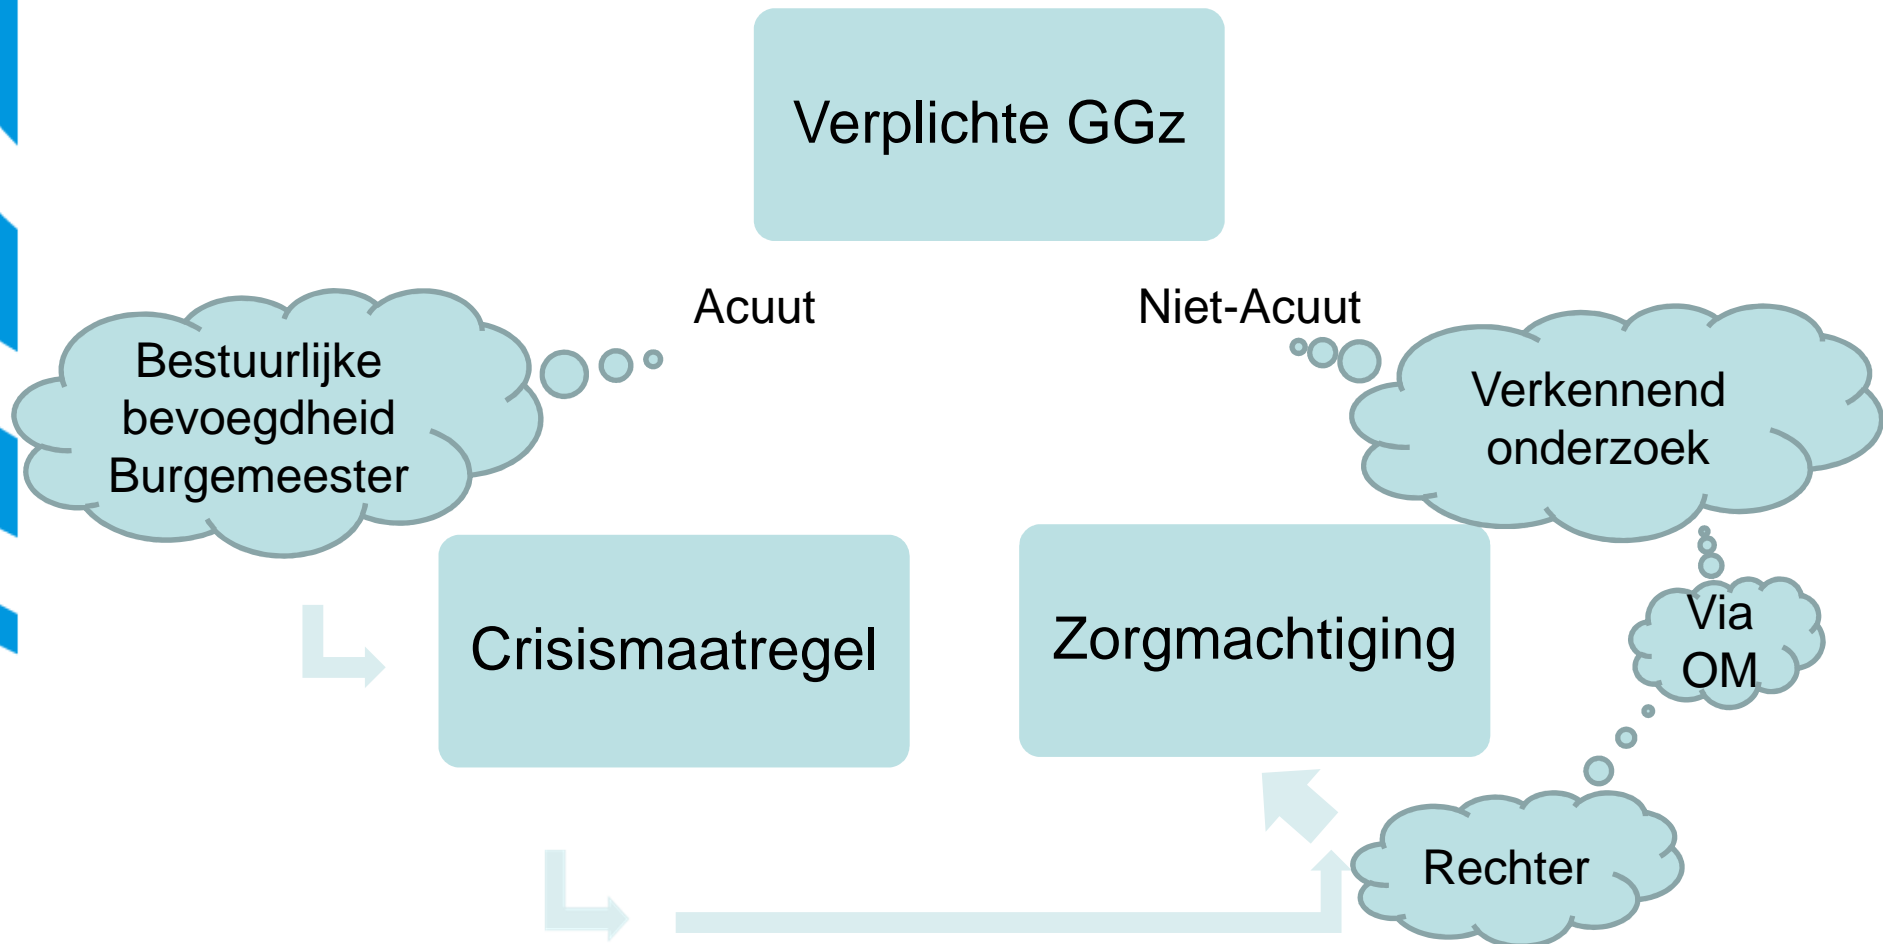 Verplichte GGz
Acuut
Niet-Acuut
Bestuurlijke
bevoegdheid
Burgemeester
Verkennend
onderzoek
Crisismaatregel
Zorgmachtiging
Via
OM
Rechter